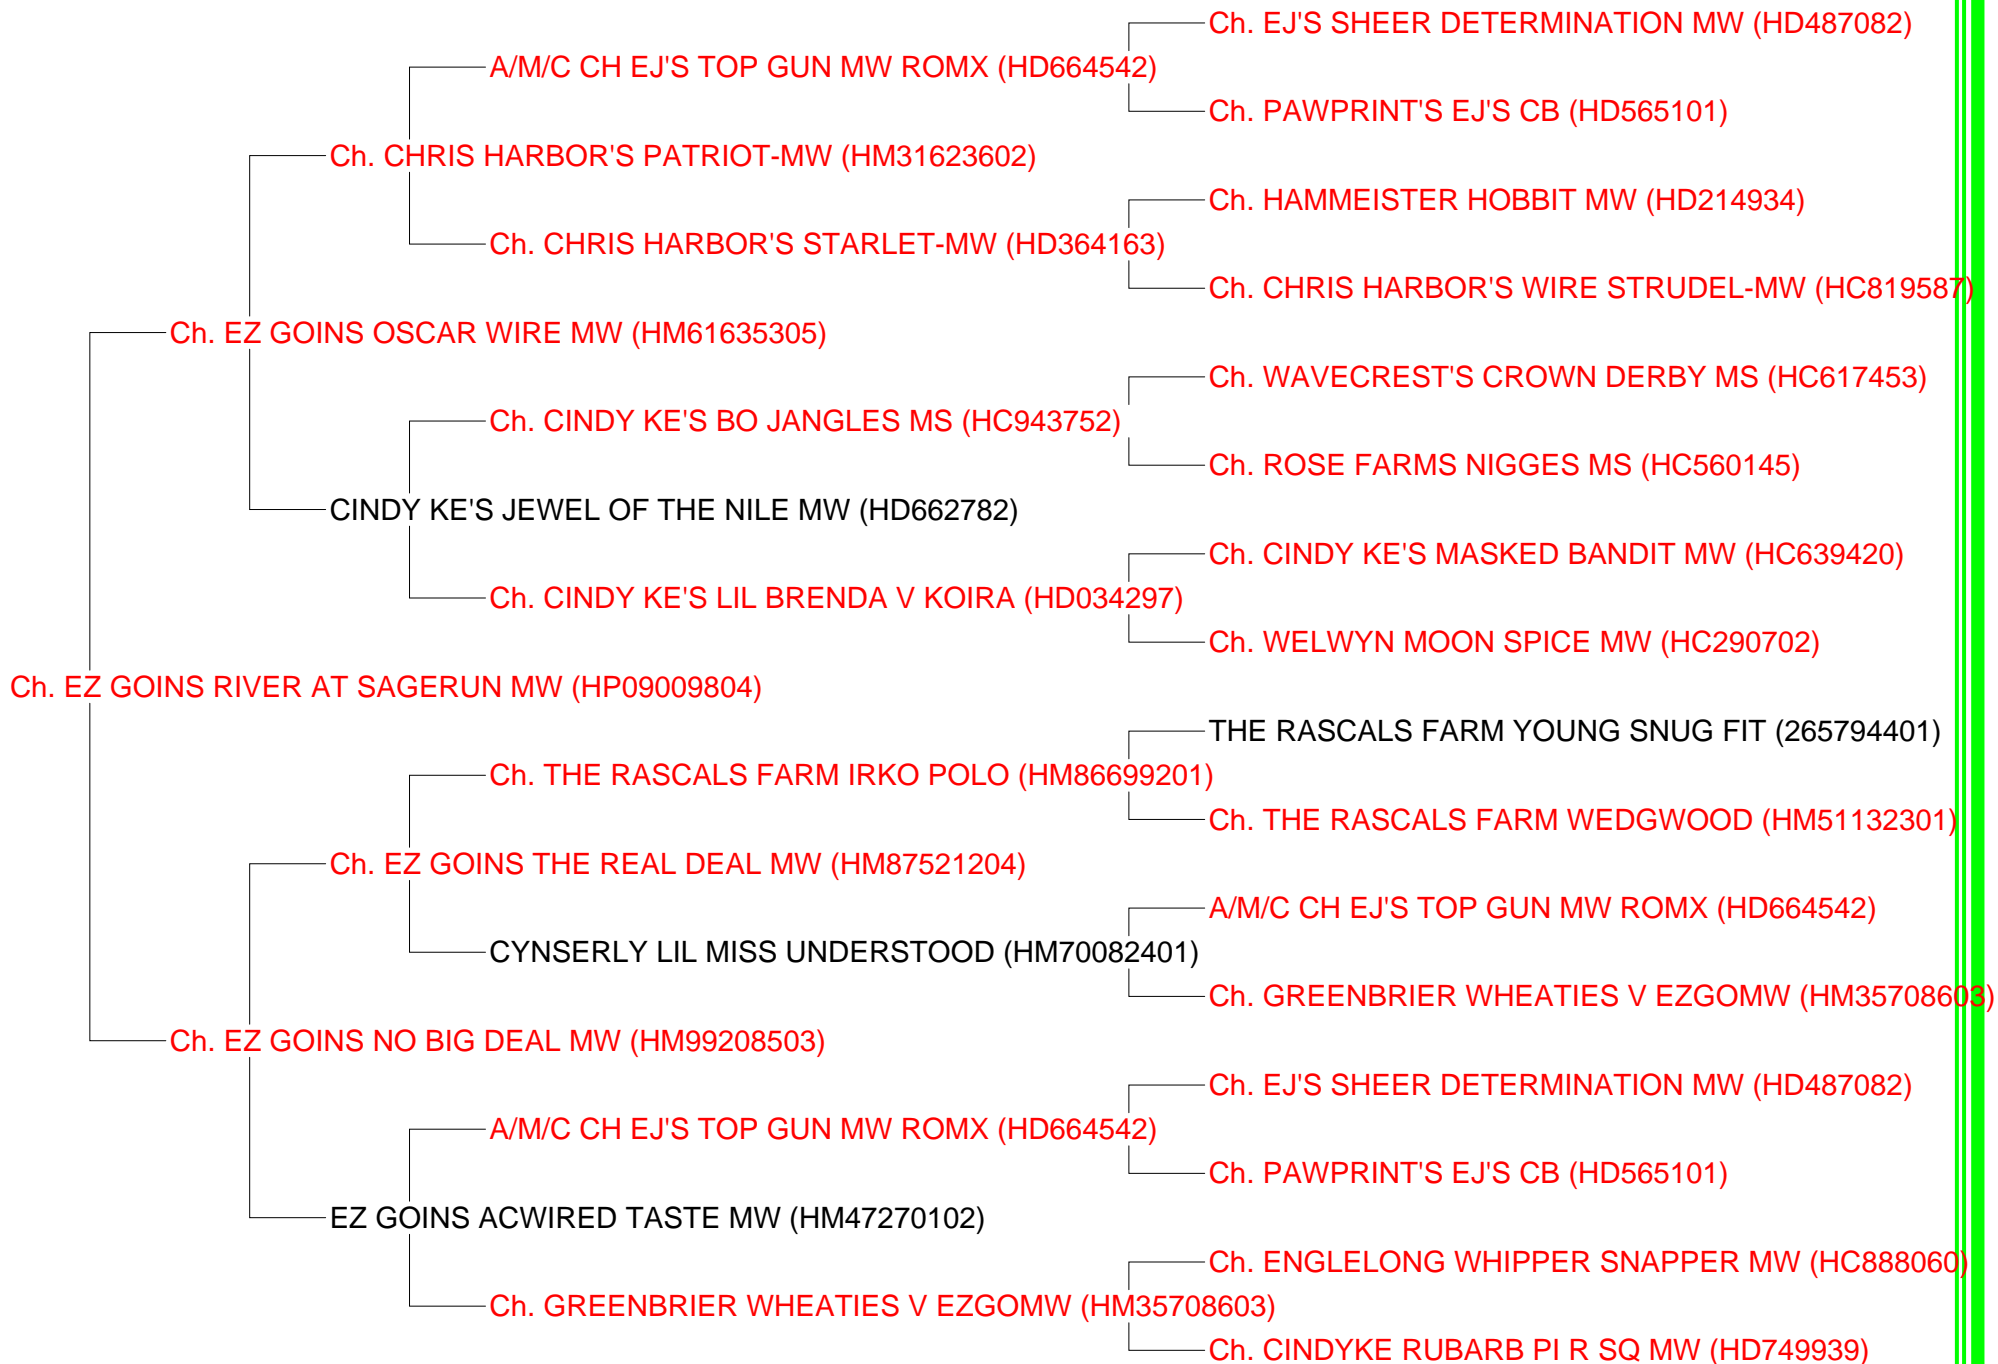 Ch. EJ'S SHEER DETERMINATION MW (HD487082)
A/M/C CH EJ'S TOP GUN MW ROMX (HD664542)
Ch. PAWPRINT'S EJ'S CB (HD565101)
Ch. CHRIS HARBOR'S PATRIOT-MW (HM31623602)
Ch. HAMMEISTER HOBBIT MW (HD214934)
Ch. CHRIS HARBOR'S STARLET-MW (HD364163)
Ch. CHRIS HARBOR'S WIRE STRUDEL-MW (HC819587)
Ch. EZ GOINS OSCAR WIRE MW (HM61635305)
Ch. WAVECREST'S CROWN DERBY MS (HC617453)
Ch. CINDY KE'S BO JANGLES MS (HC943752)
Ch. ROSE FARMS NIGGES MS (HC560145)
CINDY KE'S JEWEL OF THE NILE MW (HD662782)
Ch. CINDY KE'S MASKED BANDIT MW (HC639420)
Ch. CINDY KE'S LIL BRENDA V KOIRA (HD034297)
Ch. WELWYN MOON SPICE MW (HC290702)
Ch. EZ GOINS RIVER AT SAGERUN MW (HP09009804)
THE RASCALS FARM YOUNG SNUG FIT (265794401)
Ch. THE RASCALS FARM IRKO POLO (HM86699201)
Ch. THE RASCALS FARM WEDGWOOD (HM51132301)
Ch. EZ GOINS THE REAL DEAL MW (HM87521204)
A/M/C CH EJ'S TOP GUN MW ROMX (HD664542)
CYNSERLY LIL MISS UNDERSTOOD (HM70082401)
Ch. GREENBRIER WHEATIES V EZGOMW (HM35708603)
Ch. EZ GOINS NO BIG DEAL MW (HM99208503)
Ch. EJ'S SHEER DETERMINATION MW (HD487082)
A/M/C CH EJ'S TOP GUN MW ROMX (HD664542)
Ch. PAWPRINT'S EJ'S CB (HD565101)
EZ GOINS ACWIRED TASTE MW (HM47270102)
Ch. ENGLELONG WHIPPER SNAPPER MW (HC888060)
Ch. GREENBRIER WHEATIES V EZGOMW (HM35708603)
Ch. CINDYKE RUBARB PI R SQ MW (HD749939)